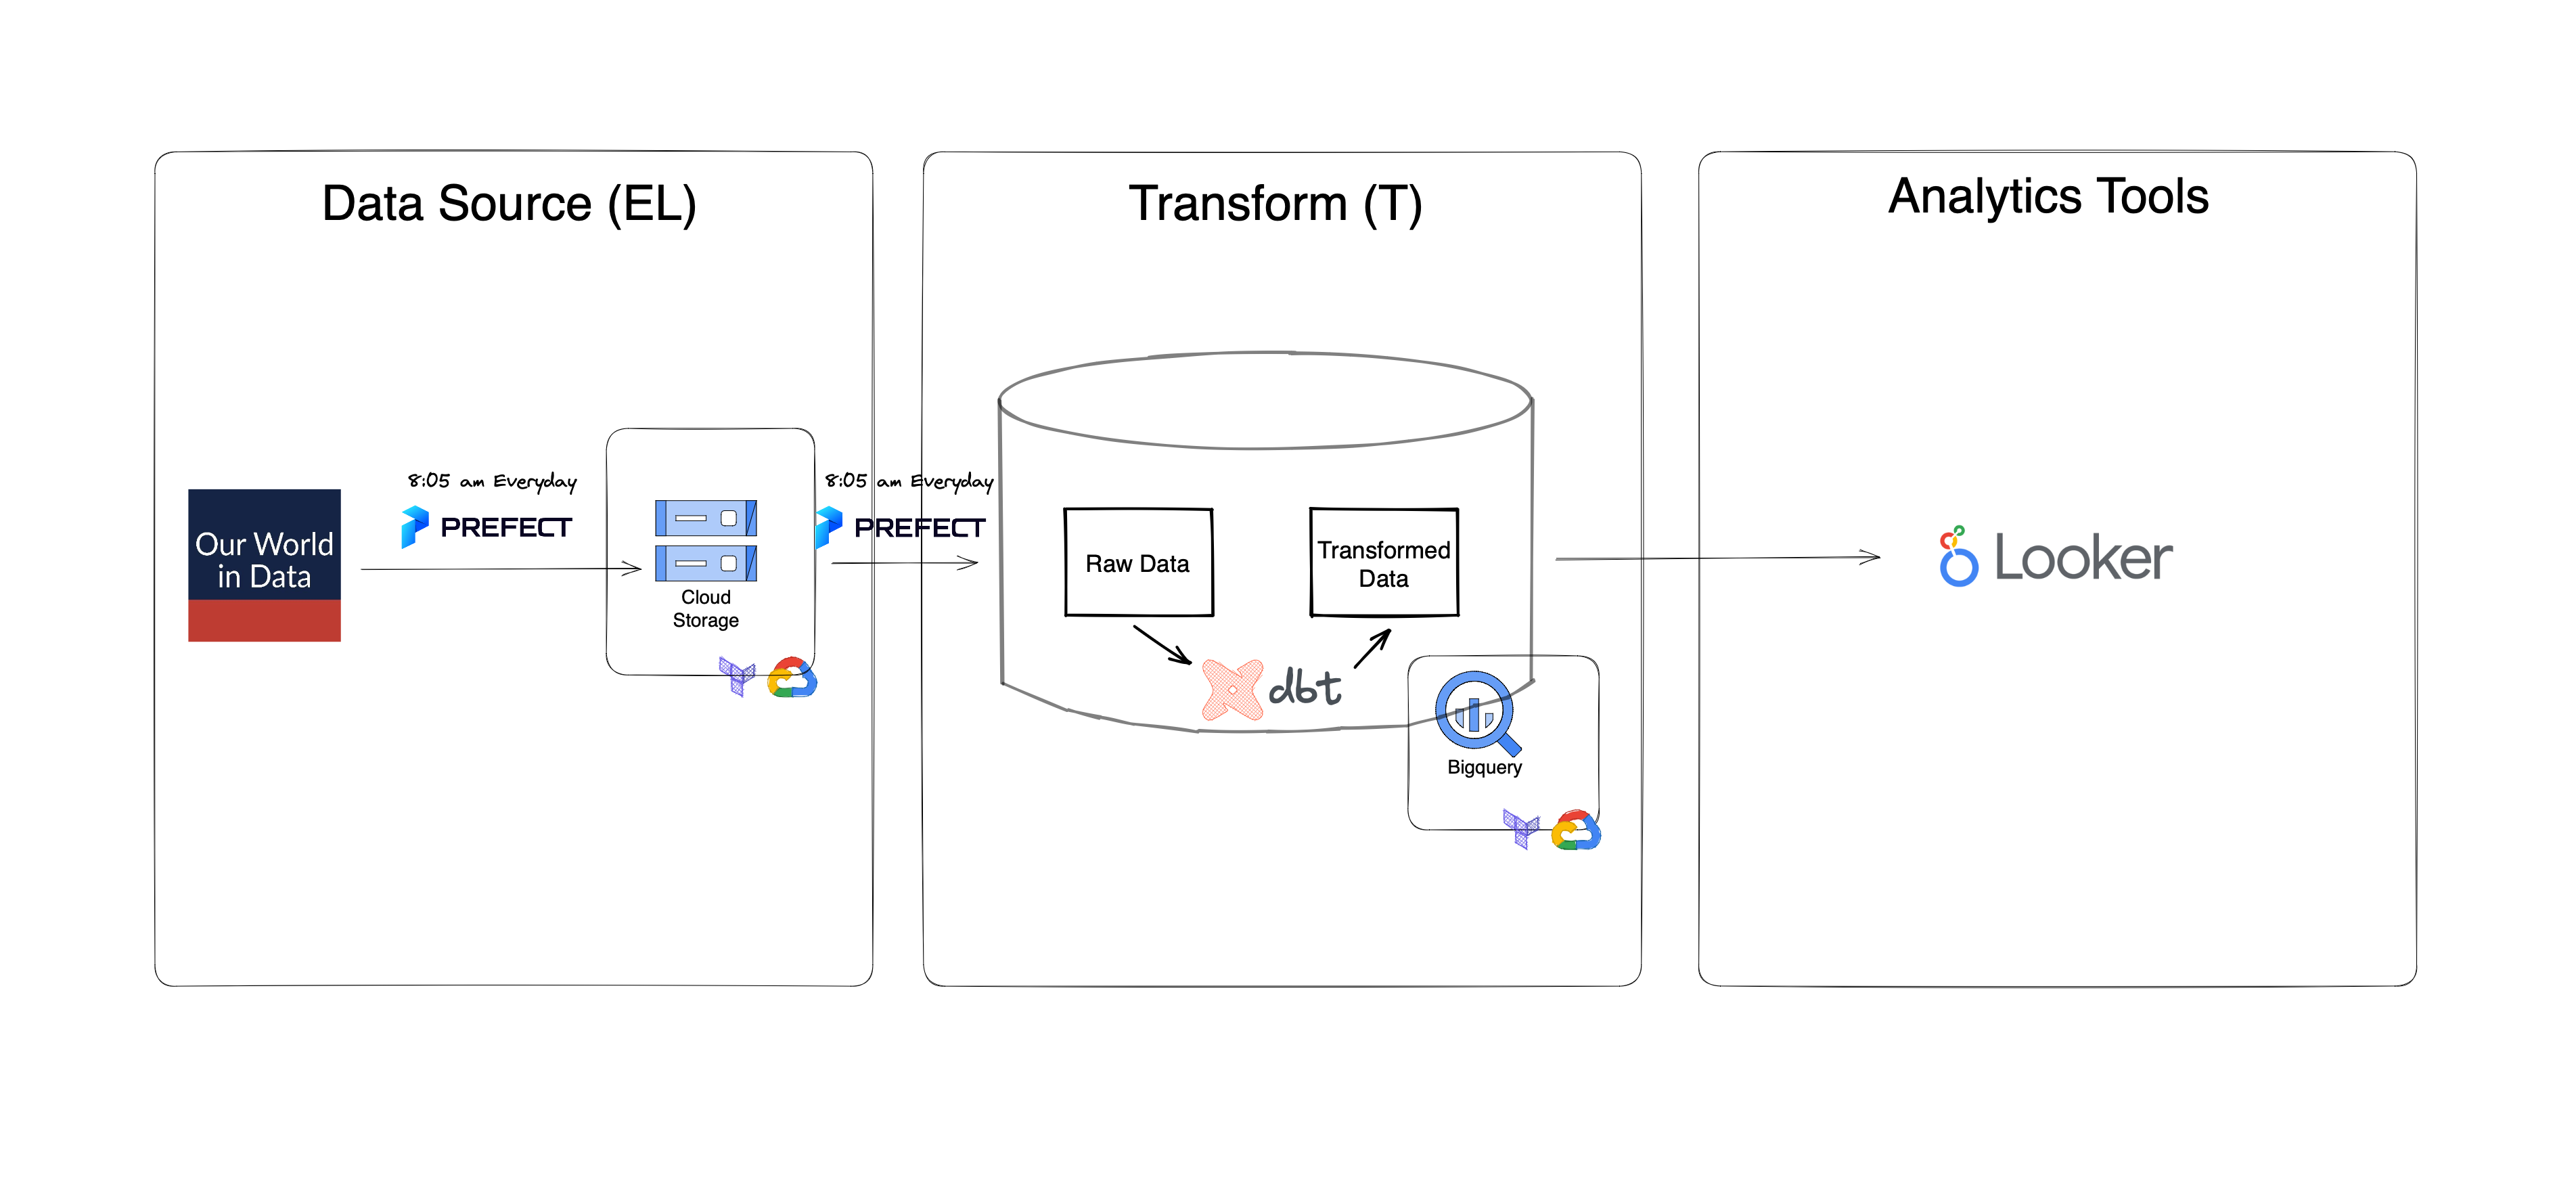 Data Source (EL)
Transform (T)
Analytics Tools
8:05 am Everyday
PREFECT
Our World
in Data
Cloud
Storage
8:05 am Everyday
PREFECT
Raw Data
Transformed
Data
dbt
Bigquery
Looker